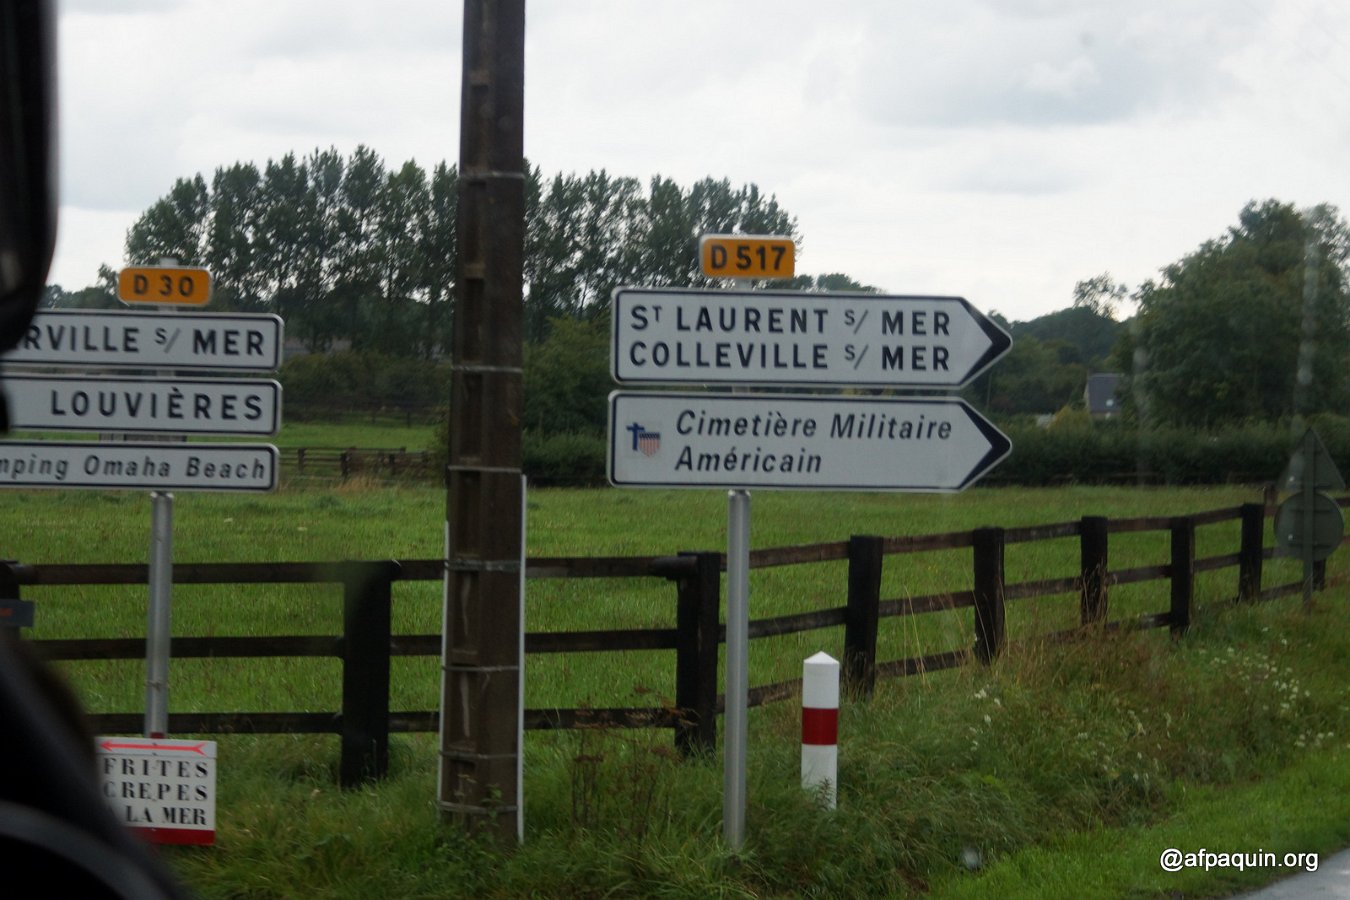 D 30
RVILLE S/ MER
LOUVIÈRES
mping Omaha Beach
FRITES
CREPES
LA MER
D 517
ST LAURENT S/ MER
COLLEVILLE S/ MER
Cimetière Militaire
Américain
@afpaquin.org